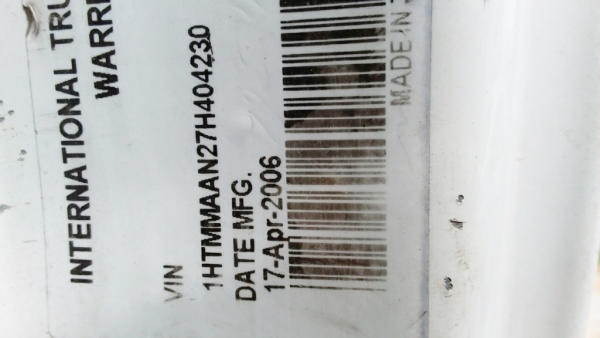 INTERNATIONAL TRU
WARR
VIN
1HTMMAAN27H404230
DATE MFG.
17-Apr-2006
MADE IN